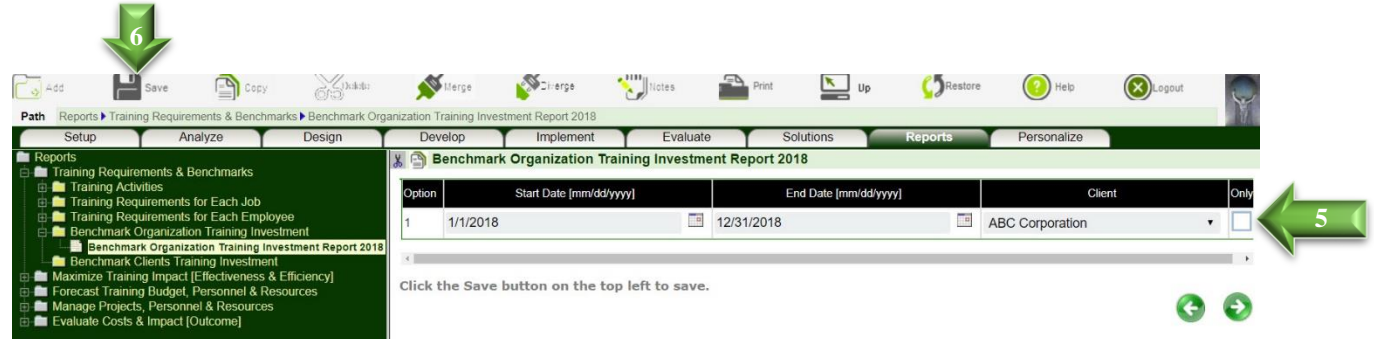 6
Add Save Copy Merge Diverge Notes Print Up Restore Help Logout
Path Reports Training Requirements & Benchmarks Benchmark Organization Training Investment Report 2018
Setup Analyze Design Develop Implement Evaluate Solutions Reports Personalize
Reports
Training Requirements & Benchmarks
Training Activities
Training Requirements for Each Job
Training Requirements for Each Employee
Benchmark Organization Training Investment
Benchmark Organization Training Investment Report 2018
Benchmark Clients Training Investment
Maximize Training Impact [Effectiveness & Efficiency]
Forecast Training Budget, Personnel & Resources
Manage Projects, Personnel & Resources
Evaluate Costs & Impact [Outcome]
Benchmark Organization Training Investment Report 2018
Option Start Date [mm/dd/yyyy] End Date [mm/dd/yyyy] Client Only
1 1/1/2018 12/31/2018 ABC Corporation
5
Click the Save button on the top left to save.